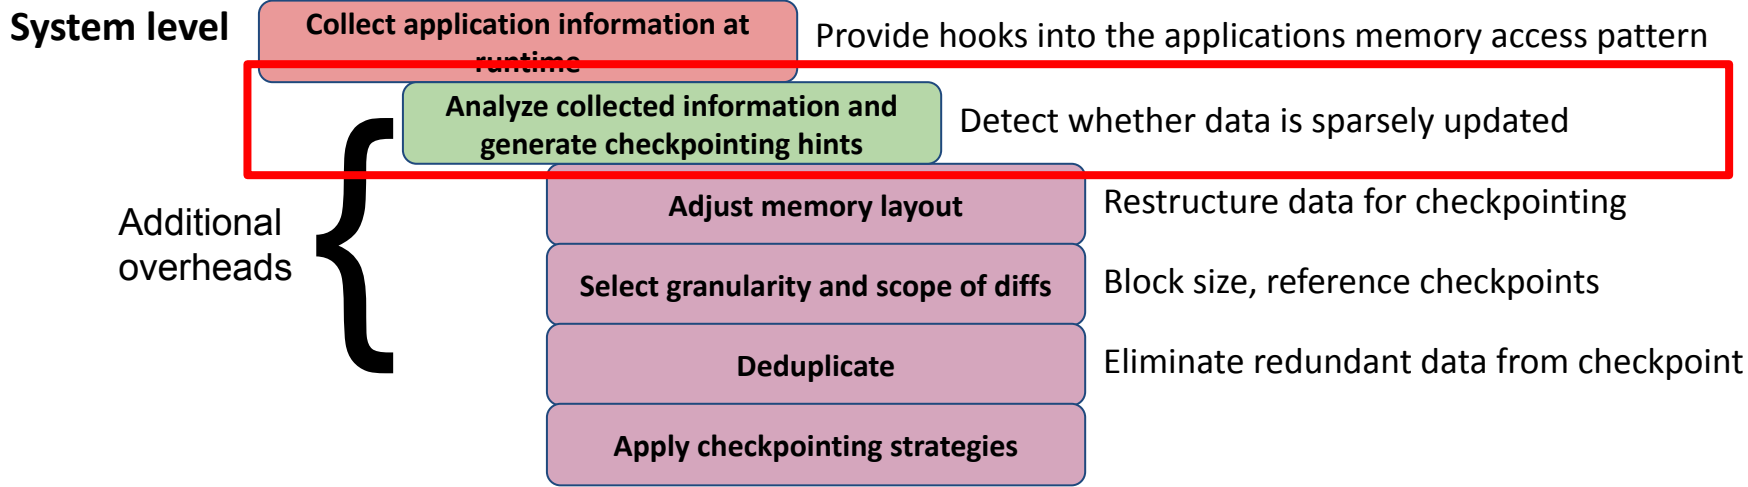 System level
Collect application information at
runtime
Provide hooks into the applications memory access pattern
Analyze collected information and
generate checkpointing hints
Detect whether data is sparsely updated
Additional
overheads
Adjust memory layout
Restructure data for checkpointing
Select granularity and scope of diffs
Block size, reference checkpoints
Deduplicate
Eliminate redundant data from checkpoint
Apply checkpointing strategies